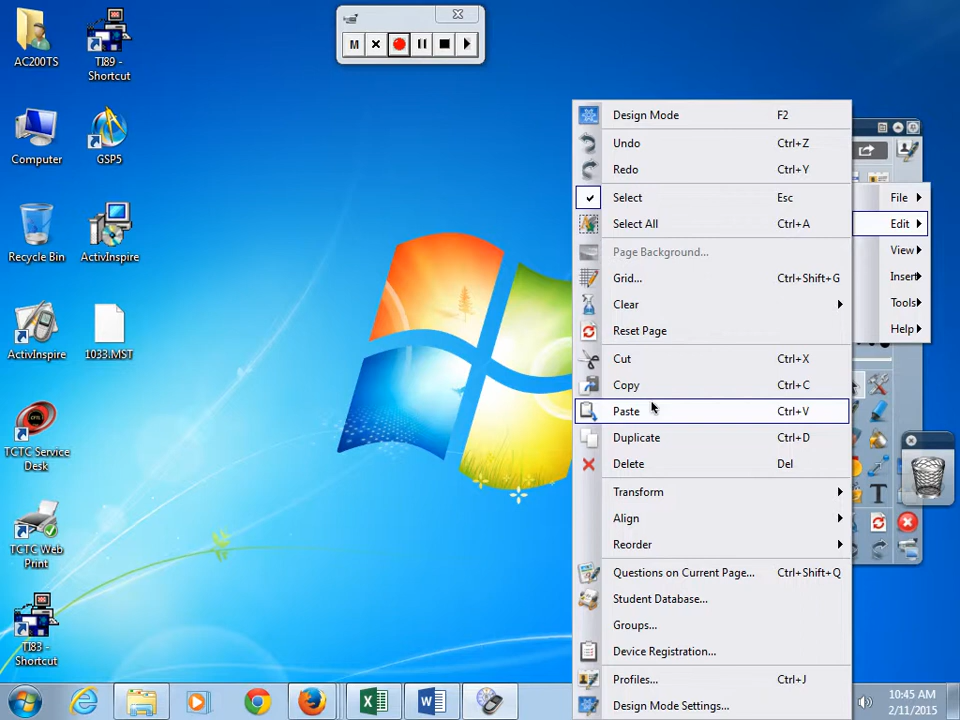 AC200TS
TI89 -
Shortcut
Computer
GSP5
Recycle Bin
ActivInspire
ActivInspire
1033.MST
TCTC Service
Desk
TCTC Web
Print
TI83 -
Shortcut
M
Design Mode F2
Undo Ctrl+Z
Redo Ctrl+Y
Select Esc
Select All Ctrl+A
Page Background...
Grid... Ctrl+Shift+G
Clear
Reset Page
Cut Ctrl+X
Copy Ctrl+C
Paste Ctrl+V
Duplicate Ctrl+D
Delete Del
Transform
Align
Reorder
Questions on Current Page... Ctrl+Shift+Q
Student Database...
Groups...
Device Registration...
Profiles... Ctrl+J
Design Mode Settings...
File
Edit
View
Insert
Tools
Help
T
10:45 AM
2/11/2015